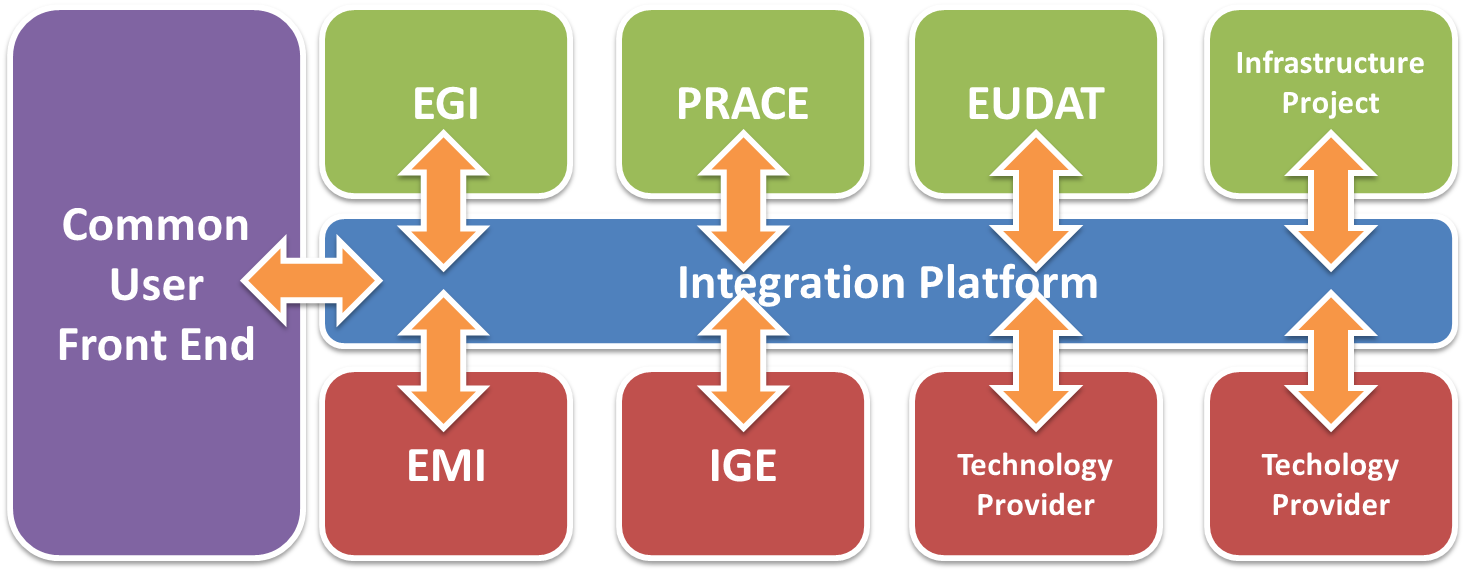 Common
User
Front End
EGI
PRACE
EUDAT
Infrastructure
Project
Integration Platform
EMI
IGE
Technology
Provider
Techology
Provider